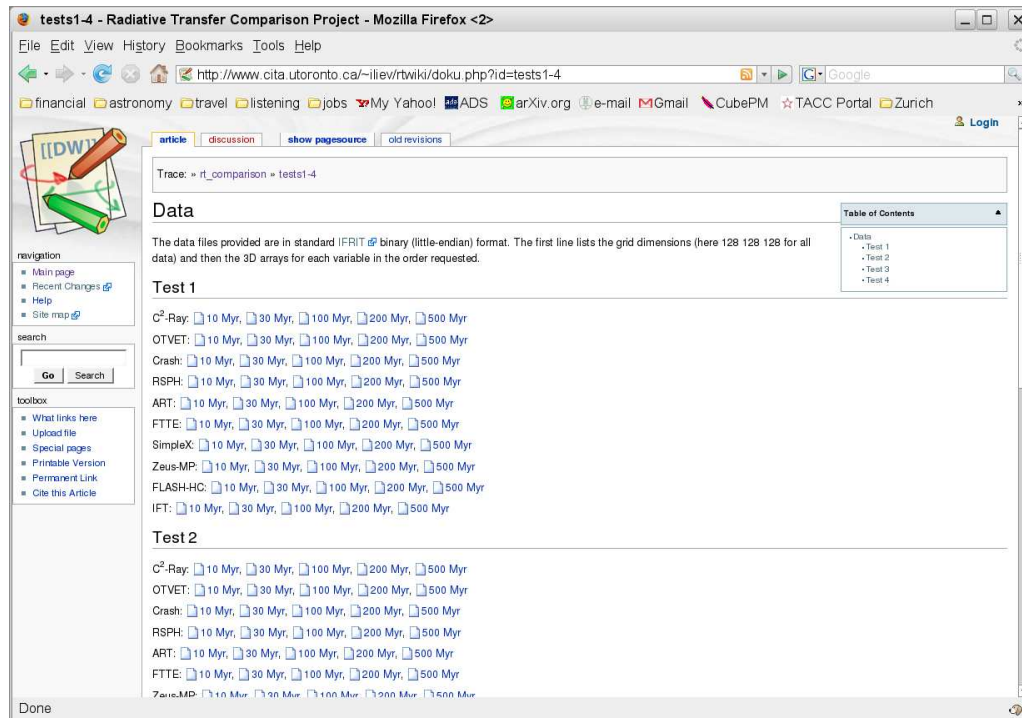 tests1-4 - Radiative Transfer Comparison Project - Mozilla Firefox <2>
File Edit View History Bookmarks Tools Help
http://www.cita.utoronto.ca/~iliev/rtwiki/doku.php?id=tests1-4
G Google
financial astronomy travel listening jobs My Yahoo! ADS arXiv.org e-mail Gmail CubePM TACC Portal Zurich
Login
[[DW]]
article discussion show pagesource old revisions
Trace: » rt_comparison » tests1-4
navigation
Main page
Recent Changes
Help
Site map
search
Go Search
toolbox
What links here
Upload file
Special pages
Printable Version
Permanent Link
Cite this Article
Data
Table of Contents
Data
Test 1
Test 2
Test 3
Test 4
The data files provided are in standard IFRIT binary (little-endian) format. The first line lists the grid dimensions (here 128 128 128 for all
data) and then the 3D arrays for each variable in the order requested.
Test 1
C²-Ray: 10 Myr, 30 Myr, 100 Myr, 200 Myr, 500 Myr
OTVET: 10 Myr, 30 Myr, 100 Myr, 200 Myr, 500 Myr
Crash: 10 Myr, 30 Myr, 100 Myr, 200 Myr, 500 Myr
RSPH: 10 Myr, 30 Myr, 100 Myr, 200 Myr, 500 Myr
ART: 10 Myr, 30 Myr, 100 Myr, 200 Myr, 500 Myr
FTTE: 10 Myr, 30 Myr, 100 Myr, 200 Myr, 500 Myr
SimpleX: 10 Myr, 30 Myr, 100 Myr, 200 Myr, 500 Myr
Zeus-MP: 10 Myr, 30 Myr, 100 Myr, 200 Myr, 500 Myr
FLASH-HC: 10 Myr, 30 Myr, 100 Myr, 200 Myr, 500 Myr
IFT: 10 Myr, 30 Myr, 100 Myr, 200 Myr, 500 Myr
Test 2
C²-Ray: 10 Myr, 30 Myr, 100 Myr, 200 Myr, 500 Myr
OTVET: 10 Myr, 30 Myr, 100 Myr, 200 Myr, 500 Myr
Crash: 10 Myr, 30 Myr, 100 Myr, 200 Myr, 500 Myr
RSPH: 10 Myr, 30 Myr, 100 Myr, 200 Myr, 500 Myr
ART: 10 Myr, 30 Myr, 100 Myr, 200 Myr, 500 Myr
FTTE: 10 Myr, 30 Myr, 100 Myr, 200 Myr, 500 Myr
Zeus-MP: 10 Myr, 30 Myr, 100 Myr, 200 Myr, 500 Myr
Done